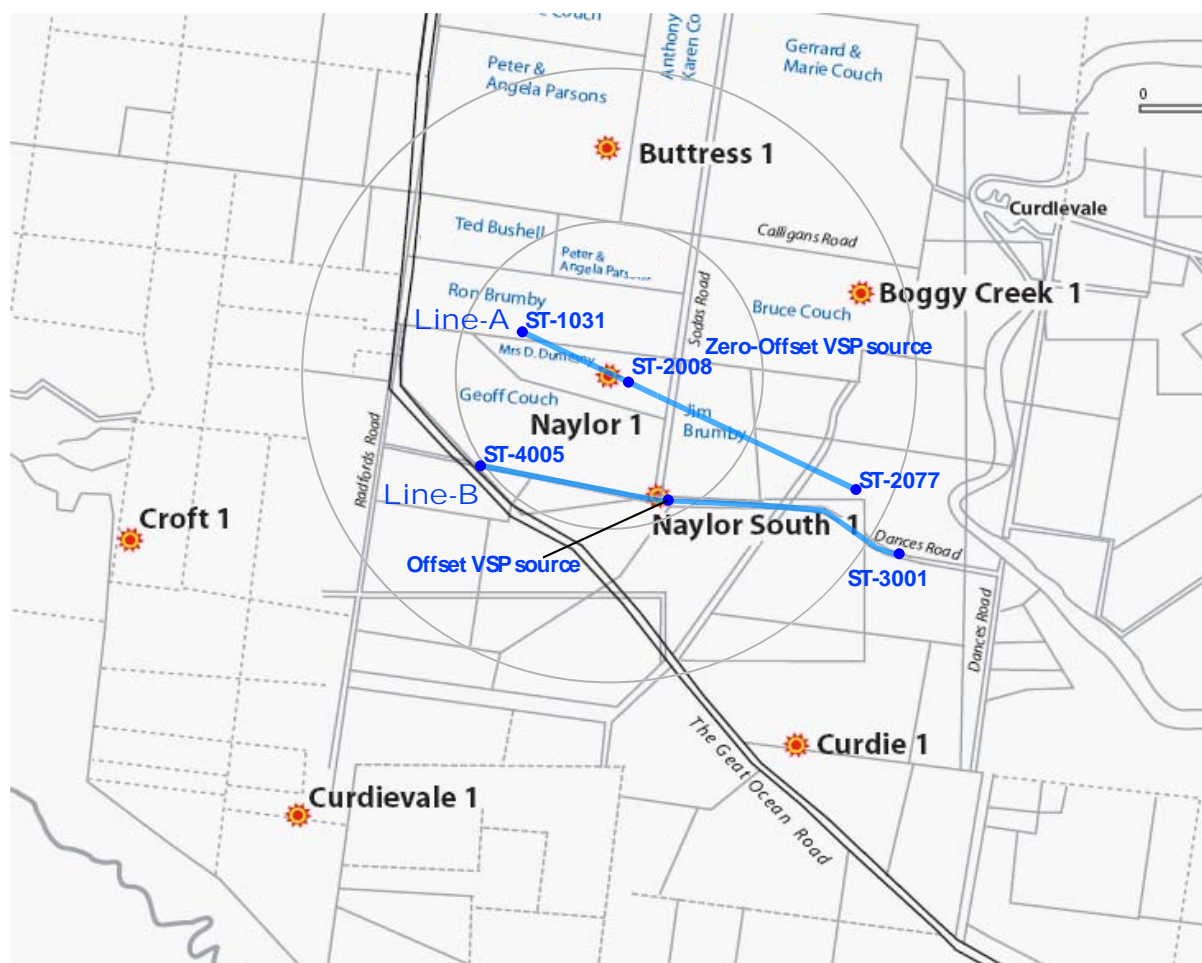 Couch
Anthony
Karen Co
Peter &
Angela Parsons
Gerrard &
Marie Couch
0
Buttress 1
Curdlevale
Ted Bushell
Calligans Road
Peter &
Angela Parsons
Boggy Creek 1
Ron Brumby
Bruce Couch
Sodas Road
Line-A
ST-1031
Zero-Offset VSP source
Mrs D. Dumesny
ST-2008
Geoff Couch
Jim
Brumby
Naylor 1
Radfords Road
ST-4005
Line-B
ST-2077
Croft 1
Naylor South 1
Dances Road
Offset VSP source
ST-3001
Dances Road
The Geat Ocean Road
Curdie 1
Curdievale 1